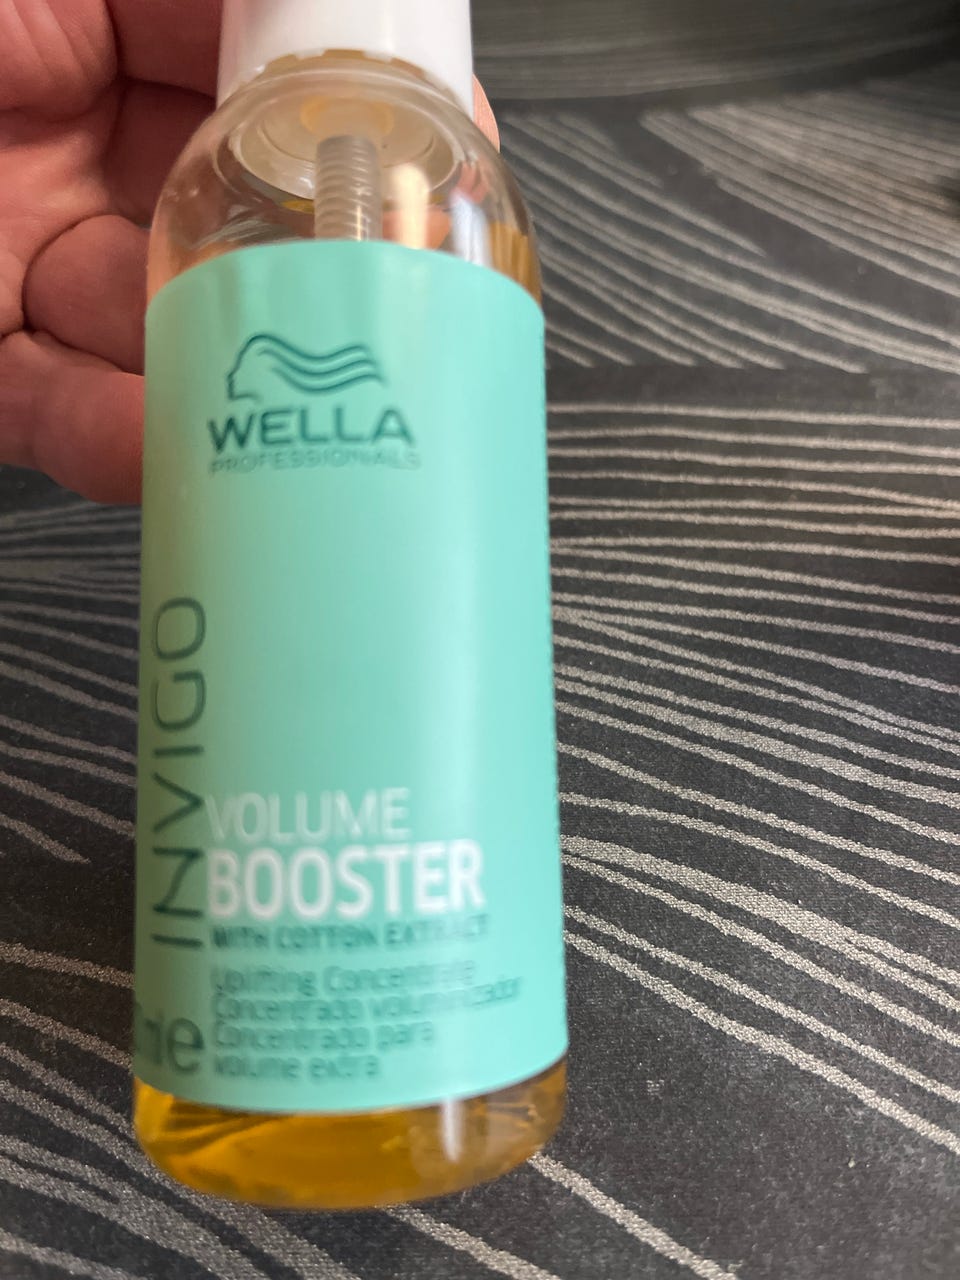 WELLA
PROFESSIONALS
INVIGO
VOLUME
BOOSTER
WITH COTTON EXTRACT
Uplifting Concentrate
Concentrado voluminizador
Concentrado para
volume extra